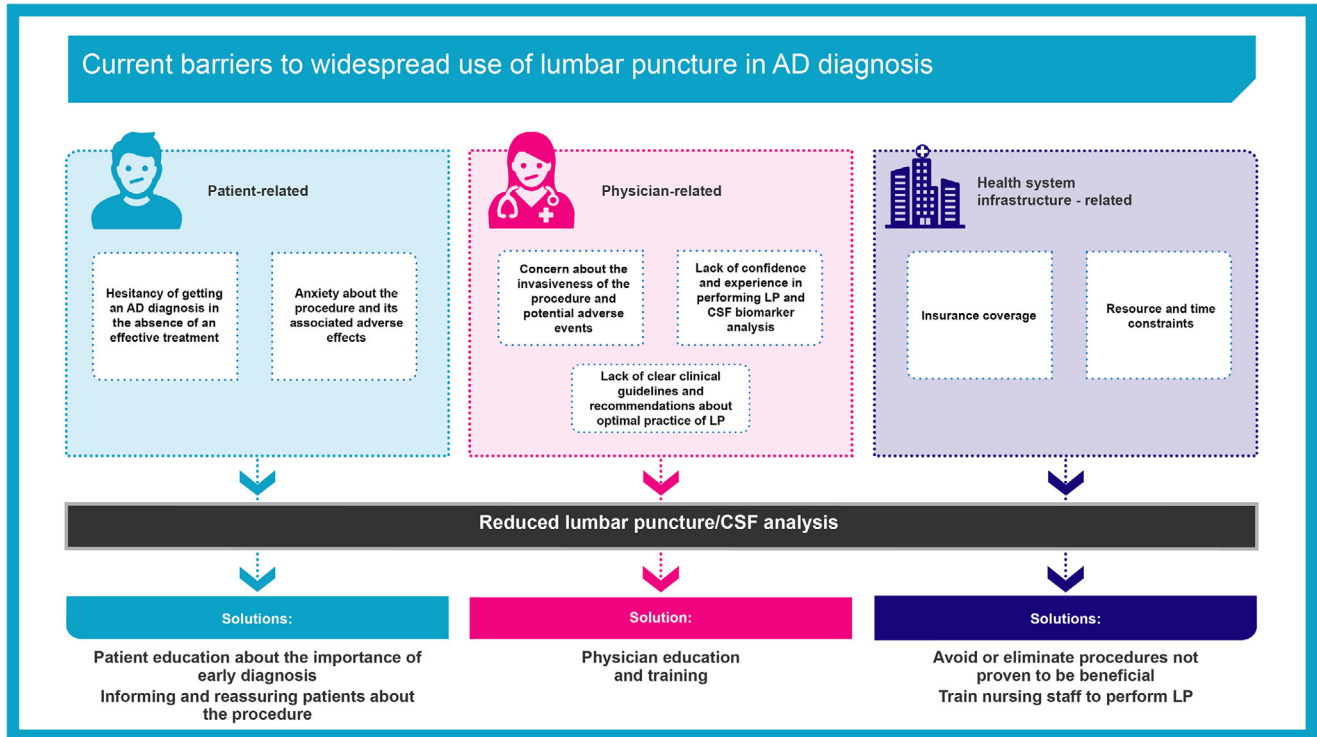 Current barriers to widespread use of lumbar puncture in AD diagnosis
Patient-related
Hesitancy of getting
an AD diagnosis in
the absence of an
effective treatment
Anxiety about the
procedure and its
associated adverse
effects
Physician-related
Concern about the
invasiveness of the
procedure and
potential adverse
events
Lack of confidence
and experience in
performing LP and
CSF biomarker
analysis
Lack of clear clinical
guidelines and
recommendations about
optimal practice of LP
Health system
infrastructure - related
Insurance coverage
Resource and time
constraints
Reduced lumbar puncture/CSF analysis
Solutions:
Patient education about the importance of
early diagnosis
Informing and reassuring patients about
the procedure
Solution:
Physician education
and training
Solutions:
Avoid or eliminate procedures not
proven to be beneficial
Train nursing staff to perform LP